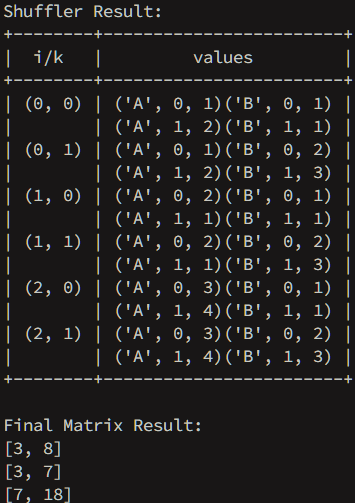 Shuffler Result:
+--------+-------------------------+
|  i/k   |         values          |
+--------+-------------------------+
| (0, 0) | ('A', 0, 1)('B', 0, 1) |
|        | ('A', 1, 2)('B', 1, 1) |
| (0, 1) | ('A', 0, 1)('B', 0, 2) |
|        | ('A', 1, 2)('B', 1, 3) |
| (1, 0) | ('A', 0, 2)('B', 0, 1) |
|        | ('A', 1, 1)('B', 1, 1) |
| (1, 1) | ('A', 0, 2)('B', 0, 2) |
|        | ('A', 1, 1)('B', 1, 3) |
| (2, 0) | ('A', 0, 3)('B', 0, 1) |
|        | ('A', 1, 4)('B', 1, 1) |
| (2, 1) | ('A', 0, 3)('B', 0, 2) |
|        | ('A', 1, 4)('B', 1, 3) |
+--------+-------------------------+
Final Matrix Result:
[3, 8]
[3, 7]
[7, 18]